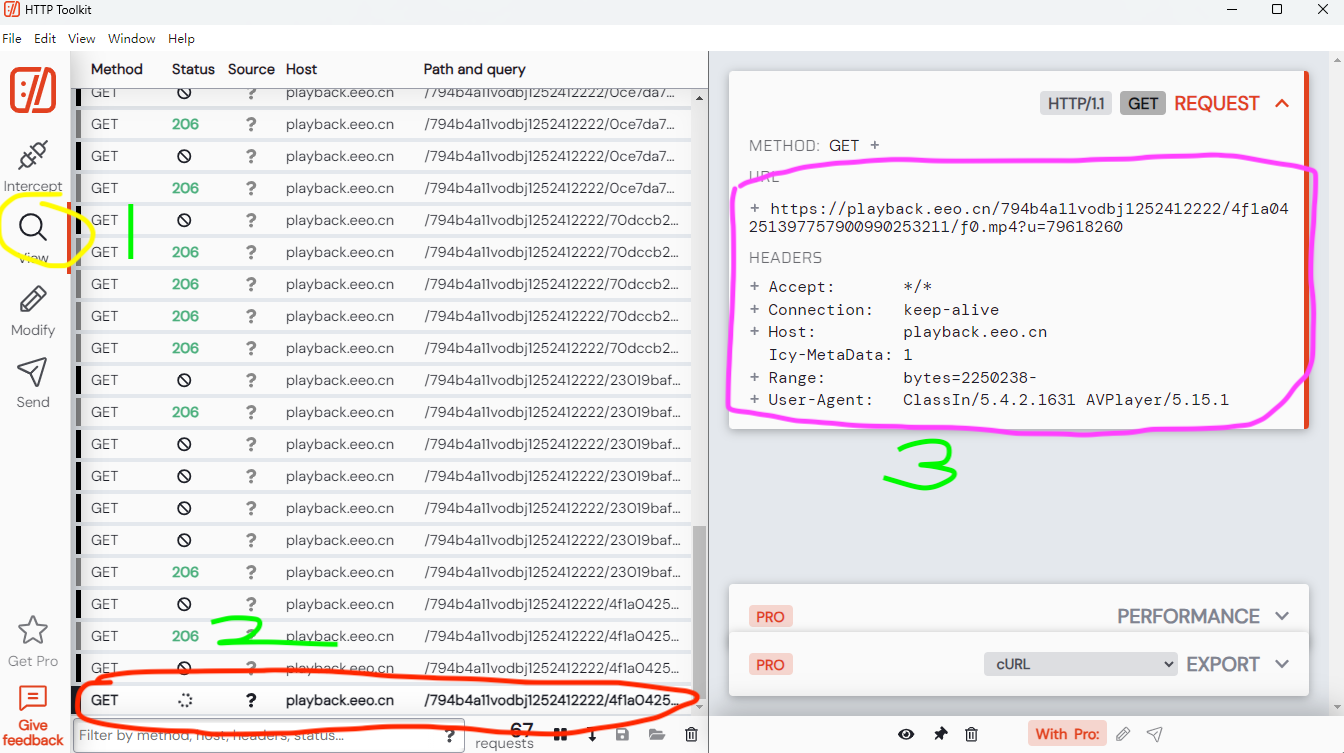 HTTP Toolkit
File Edit View Window Help
Method Status Source Host Path and query
GET ? playback.eeo.cn /794b4a11vodbj1252412222/0ce7da7...
GET 206 ? playback.eeo.cn /794b4a11vodbj1252412222/0ce7da7...
GET ? playback.eeo.cn /794b4a11vodbj1252412222/0ce7da7...
GET 206 ? playback.eeo.cn /794b4a11vodbj1252412222/0ce7da7...
GET ? playback.eeo.cn /794b4a11vodbj1252412222/70dccb2...
GET 206 ? playback.eeo.cn /794b4a11vodbj1252412222/70dccb2...
GET 206 ? playback.eeo.cn /794b4a11vodbj1252412222/70dccb2...
GET 206 ? playback.eeo.cn /794b4a11vodbj1252412222/70dccb2...
GET 206 ? playback.eeo.cn /794b4a11vodbj1252412222/70dccb2...
GET ? playback.eeo.cn /794b4a11vodbj1252412222/23019baf...
GET 206 ? playback.eeo.cn /794b4a11vodbj1252412222/23019baf...
GET ? playback.eeo.cn /794b4a11vodbj1252412222/23019baf...
GET ? playback.eeo.cn /794b4a11vodbj1252412222/23019baf...
GET ? playback.eeo.cn /794b4a11vodbj1252412222/23019baf...
GET ? playback.eeo.cn /794b4a11vodbj1252412222/23019baf...
GET 206 ? playback.eeo.cn /794b4a11vodbj1252412222/23019baf...
GET ? playback.eeo.cn /794b4a11vodbj1252412222/4f1a0425...
GET 206 ? playback.eeo.cn /794b4a11vodbj1252412222/4f1a0425...
GET ? playback.eeo.cn /794b4a11vodbj1252412222/4f1a0425...
GET ? playback.eeo.cn /794b4a11vodbj1252412222/4f1a0425...
Filter by method, host, headers, status... ?
67
requests
Intercept
View
Modify
Send
Get Pro
Give
feedback
1
2
HTTP/1.1 GET REQUEST
METHOD: GET +
URL
+ https://playback.eeo.cn/794b4a11vodbj1252412222/4f1a04
251397757900990253211/f0.mp4?u=79618260
HEADERS
+ Accept: */*
+ Connection: keep-alive
+ Host: playback.eeo.cn
Icy-MetaData: 1
+ Range: bytes=2250238-
+ User-Agent: ClassIn/5.4.2.1631 AVPlayer/5.15.1
3
PRO PERFORMANCE
PRO cURL EXPORT
With Pro: